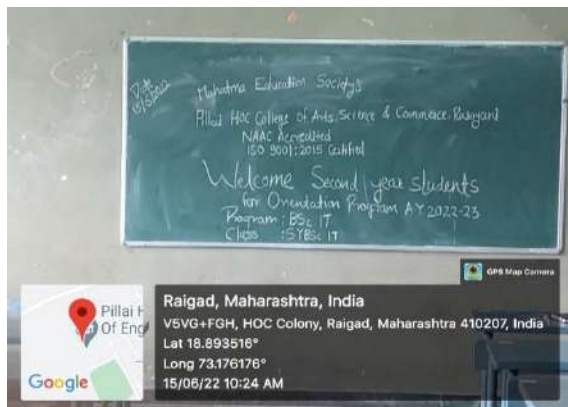 Date
15/6/2022
Mahatma Education Society's
Pillai HOC College of Arts, Science & Commerce, Rasayani
NAAC Accredited
ISO 9001:2015 Certified
Welcome Second year students
for Orientation Program AY 2022-23
Program : BSc IT
Class : SYBSc IT
GPS Map Camera
Pillai H
Of Eng
Google
Raigad, Maharashtra, India
V5VG+FGH, HOC Colony, Raigad, Maharashtra 410207, India
Lat 18.893516°
Long 73.176176°
15/06/22 10:24 AM